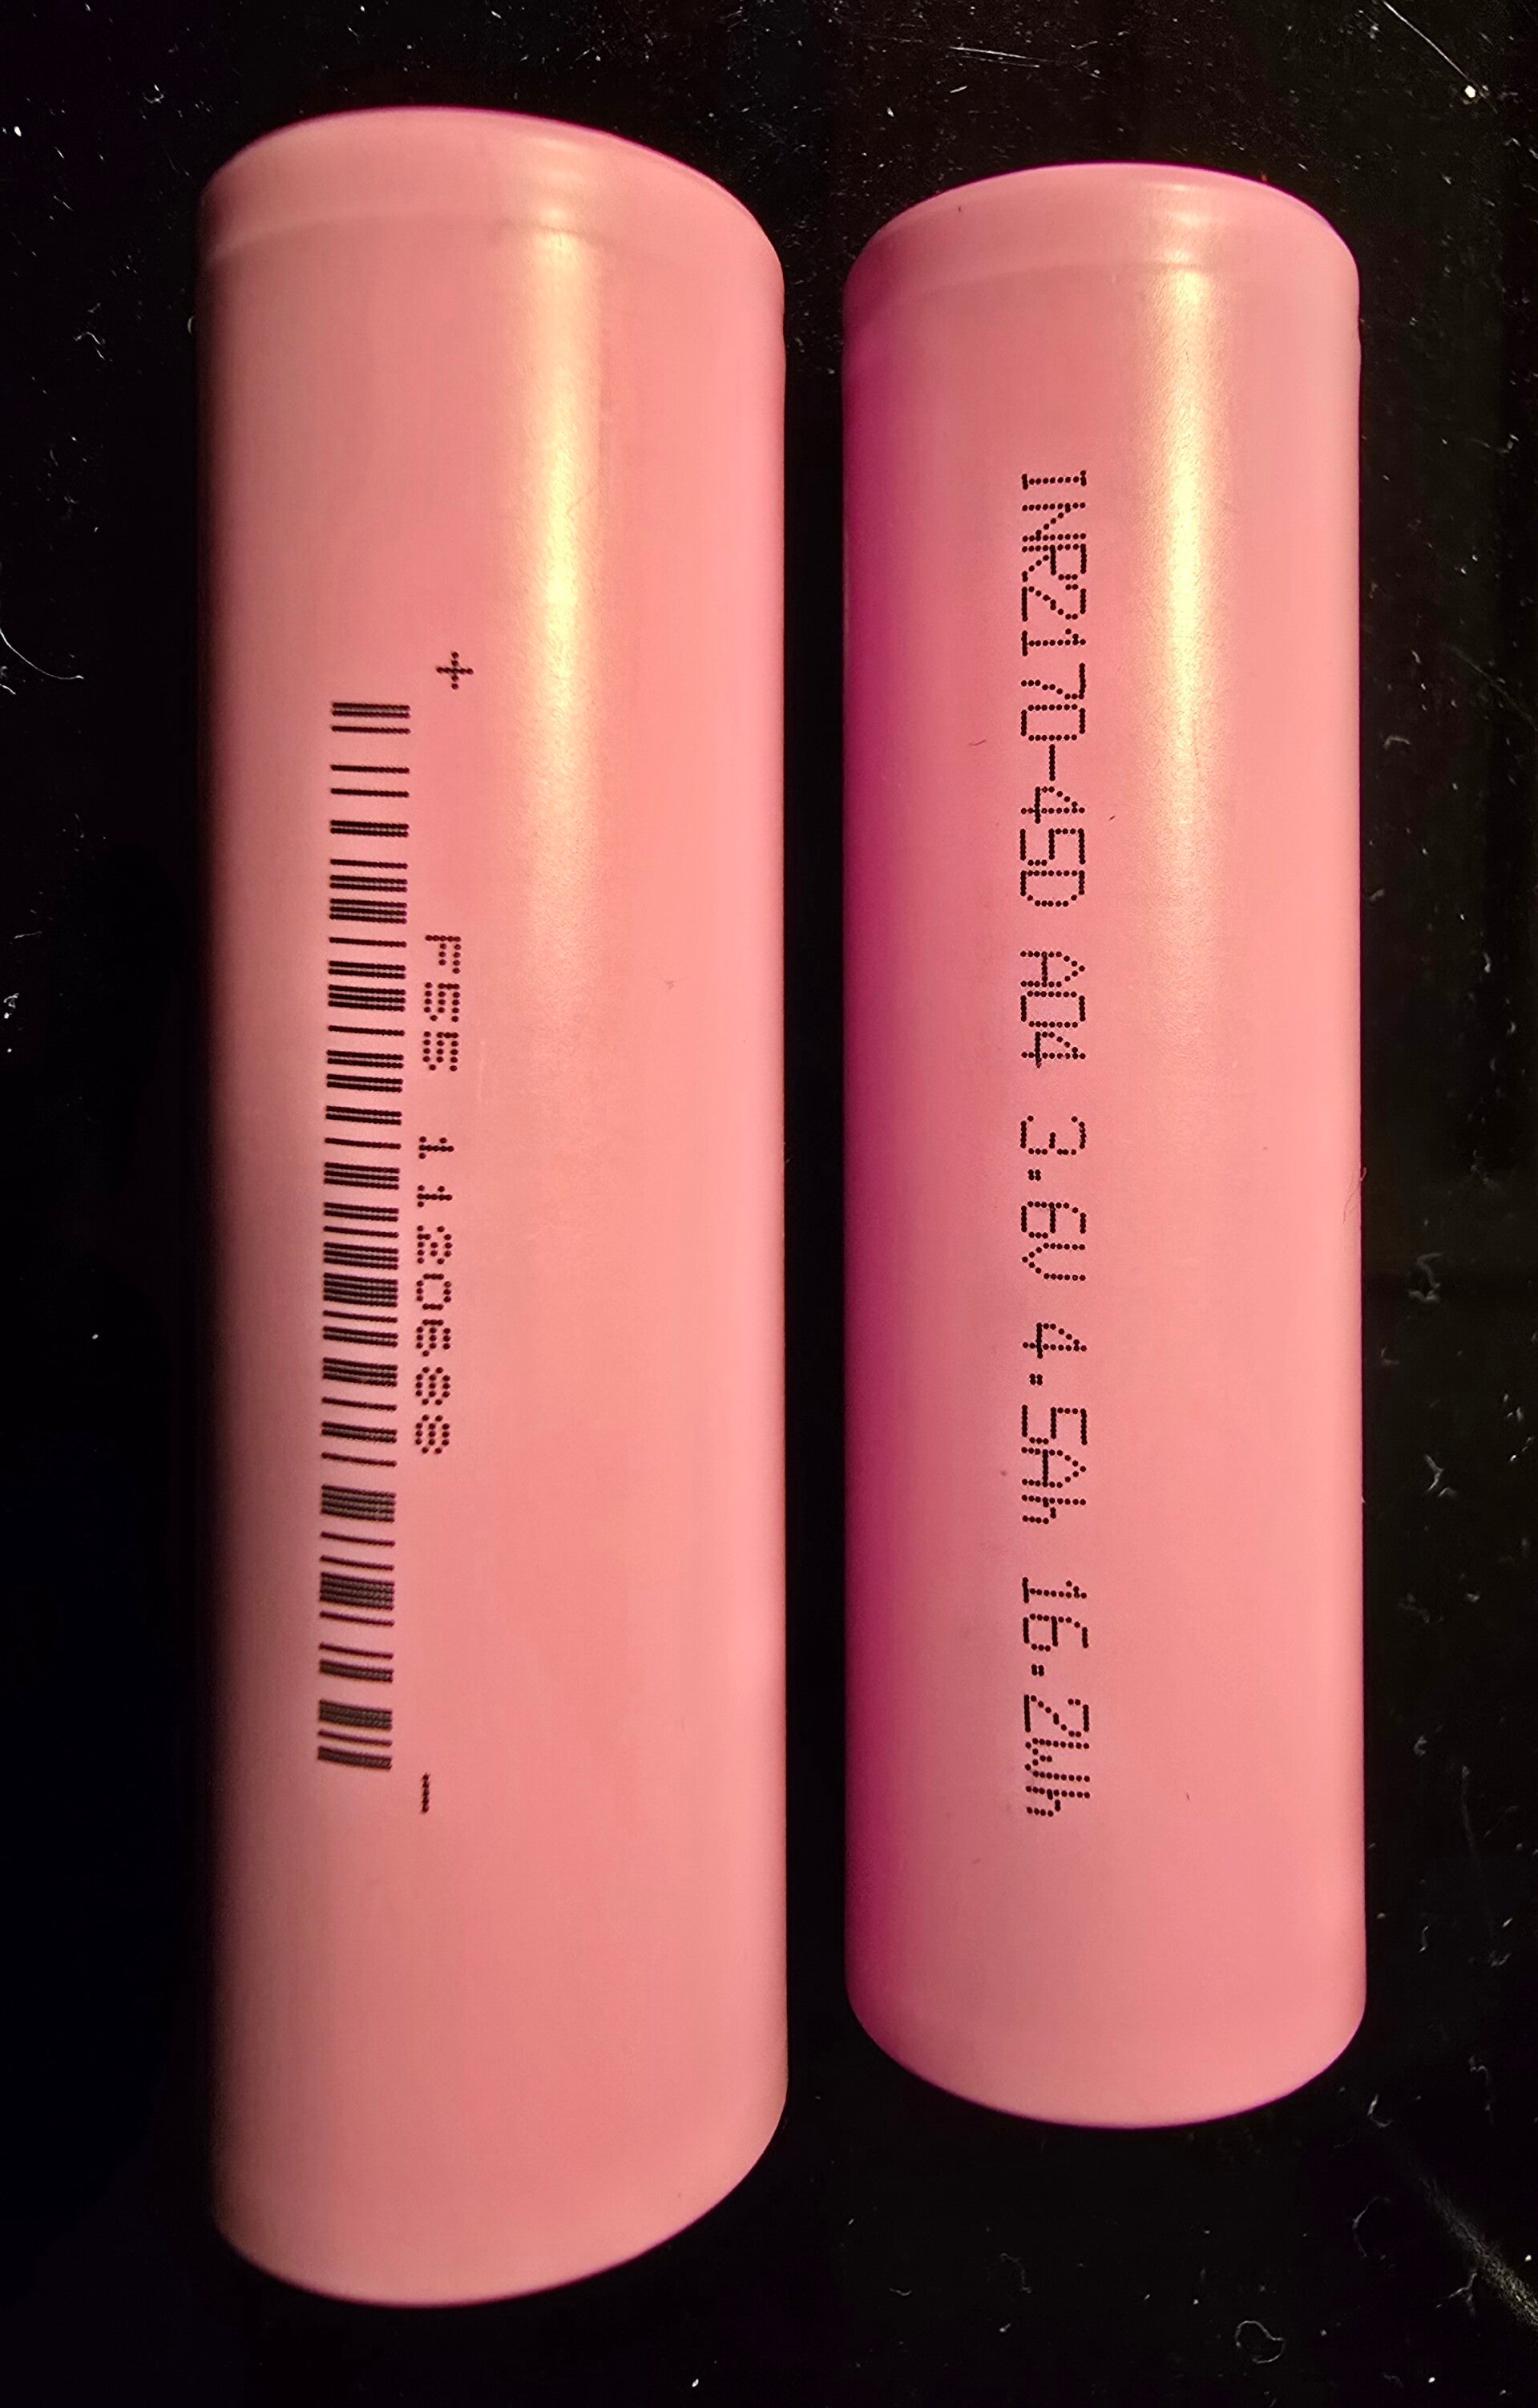 +
F55 1120688
-
INR2170-45D A04 3.6V 4.5Ah 16.2Wh